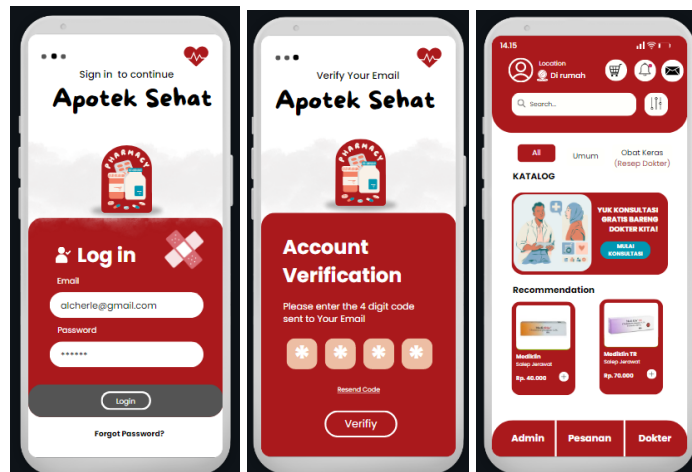 Sign in to continue
Apotek Sehat
PHARMACY
Log in
Email
alcherle@gmail.com
Password
******
Login
Forgot Password?
Verify Your Email
Apotek Sehat
PHARMACY
Account
Verification
Please enter the 4 digit code
sent to Your Email
* * * *
Resend Code
Verifiy
14.15
Location
Di rumah
Search...
All
Umum
Obat Keras
(Resep Dokter)
KATALOG
YUK KONSULTASI
GRATIS BARENG
DOKTER KITA!
MULAI
KONSULTASI
Recommendation
Mediklin
Salep Jerawat
Rp. 40.000
+
Mediklin TR
Salep Jerawat
Rp. 70.000
+
Admin
Pesanan
Dokter